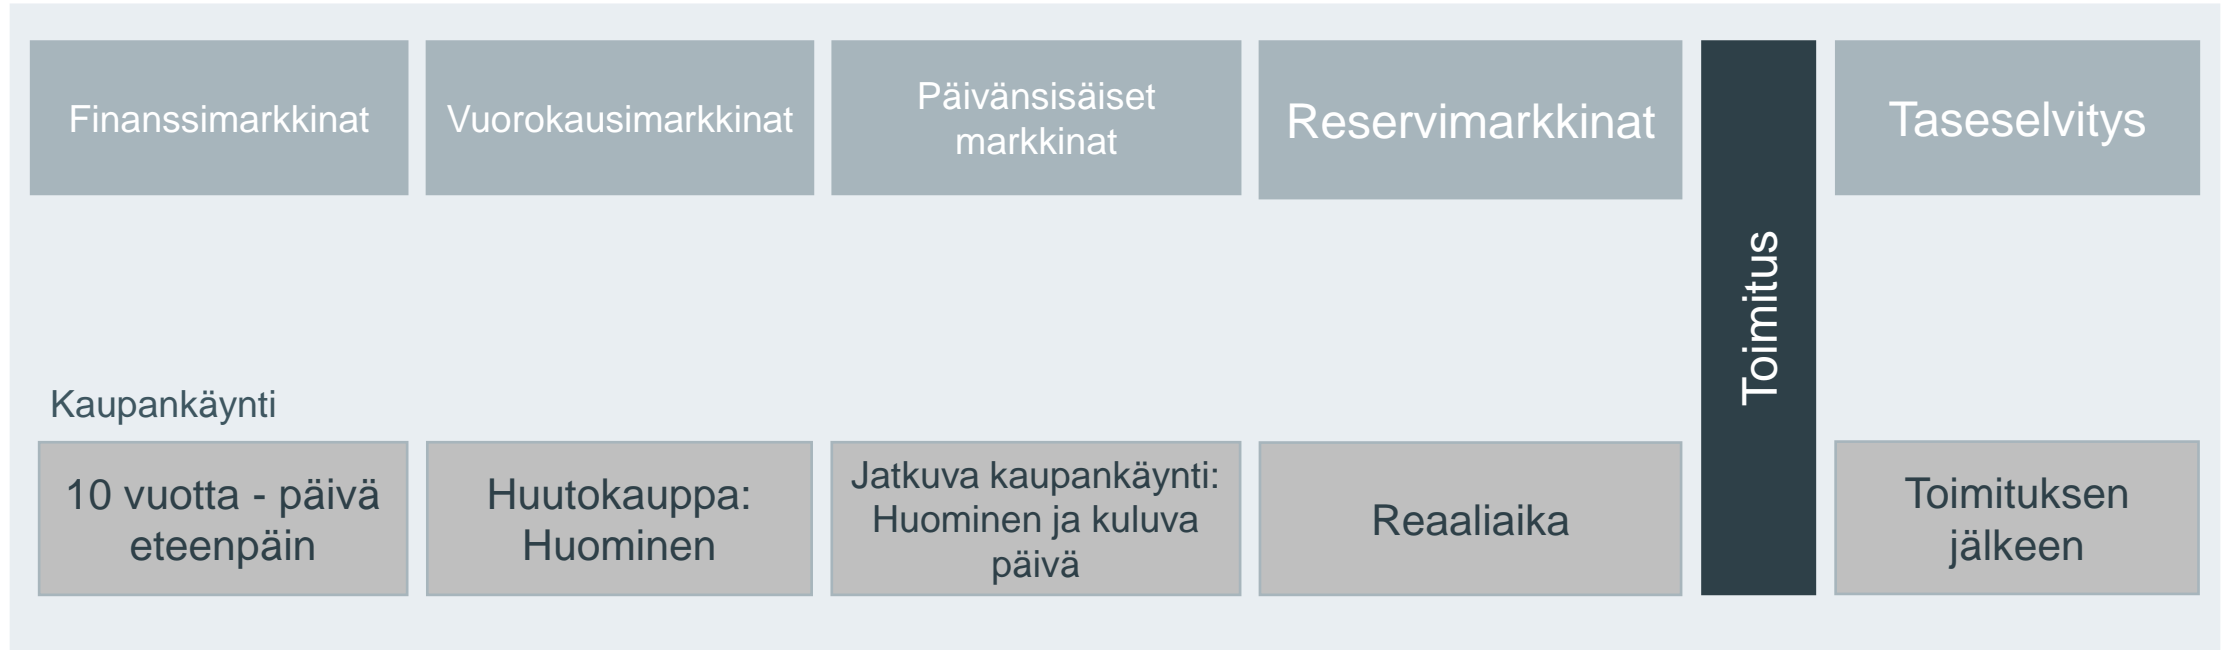 Finanssimarkkinat
Vuorokausimarkkinat
Päivänsisäiset
markkinat
Reservimarkkinat
Toimitus
Taseselvitys
Kaupankäynti
10 vuotta - päivä
eteenpäin
Huutokauppa:
Huominen
Jatkuva kaupankäynti:
Huominen ja kuluva
päivä
Reaaliaika
Toimituksen
jälkeen